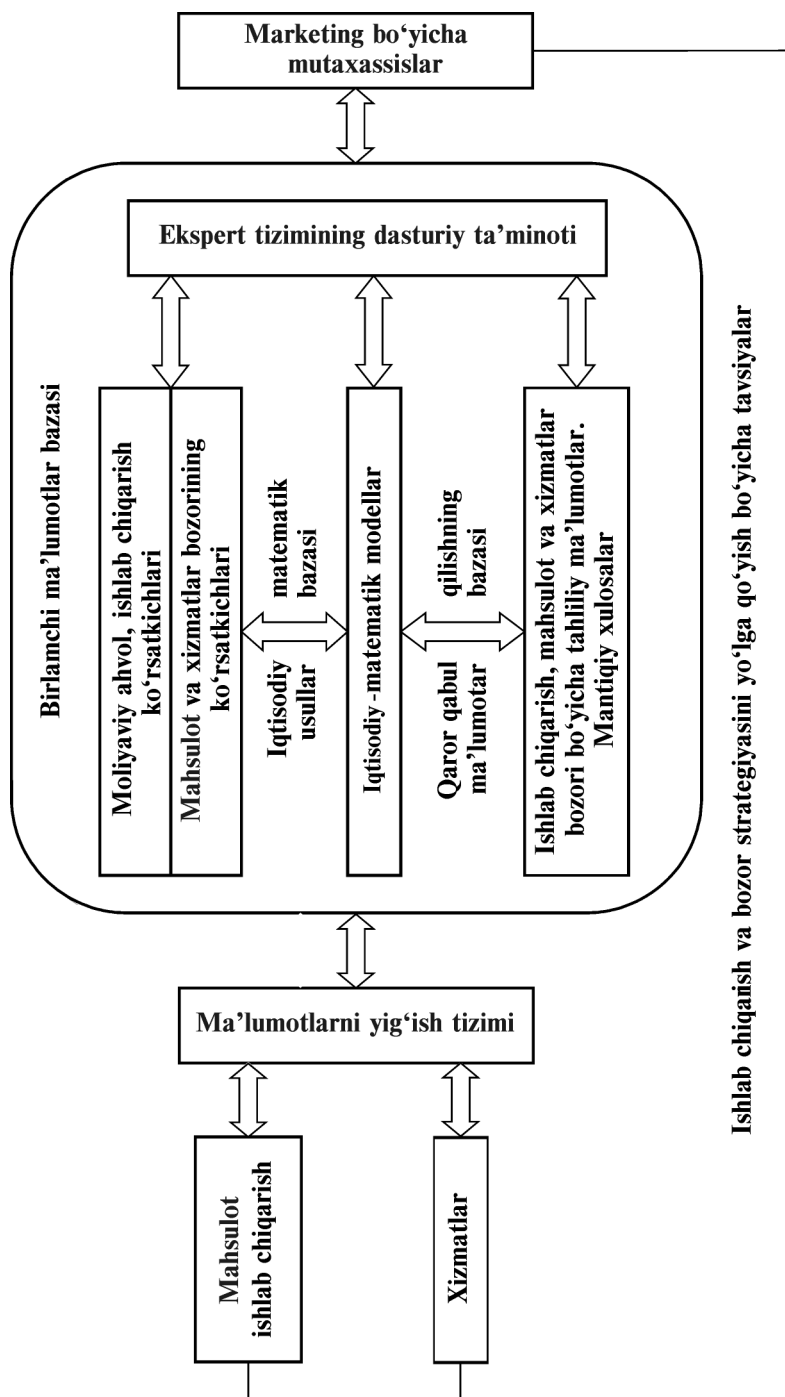 Marketing bo‘yicha
mutaxassislar
Ekspert tizimining dasturiy ta’minoti
Birlamchi ma’lumotlar bazasi
Moliyaviy ahvol, ishlab chiqarish
ko‘rsatkichlari
Mahsulot va xizmatlar bozorining
ko‘rsatkichlari
Iqtisodiy matematik
usullar bazasi
Iqtisodiy-matematik modellar
Qaror qabul qilishning
ma’lumotar bazasi
Ishlab chiqarish, mahsulot va xizmatlar
bozori bo‘yicha tahliliy ma’lumotlar.
Mantiqiy xulosalar
Ma’lumotlarni yig‘ish tizimi
Mahsulot
ishlab chiqarish
Xizmatlar
Ishlab chiqarish va bozor strategiyasini yo‘lga qo‘yish bo‘yicha tavsiyalar